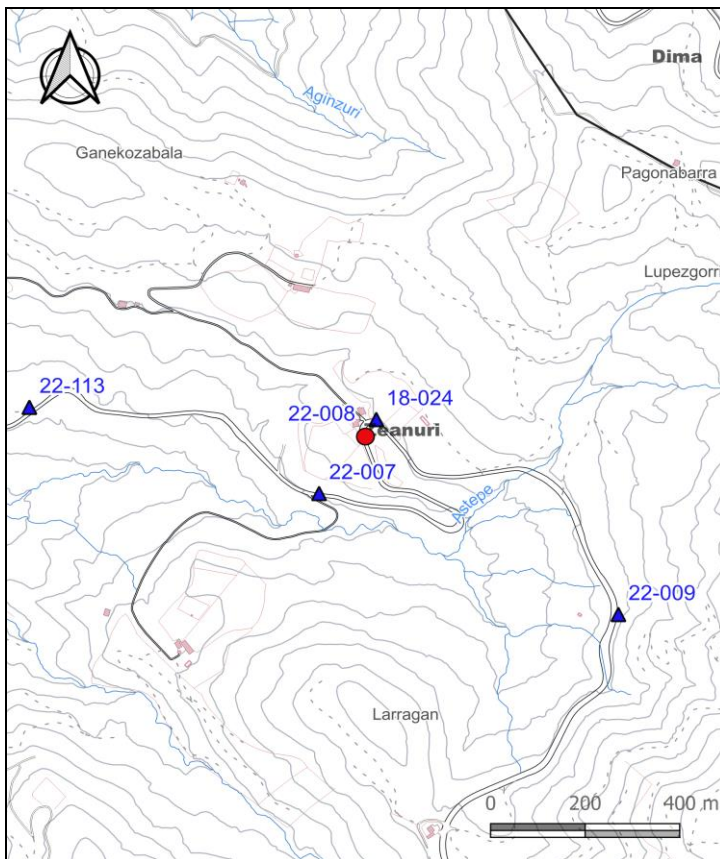 Dima
Aginzuri
Ganekozabala
Pagonabarra
Lupezgorri
22-113
18-024
22-008
Zeanuri
22-007
Astepe
22-009
Larragan
0 200 400 m